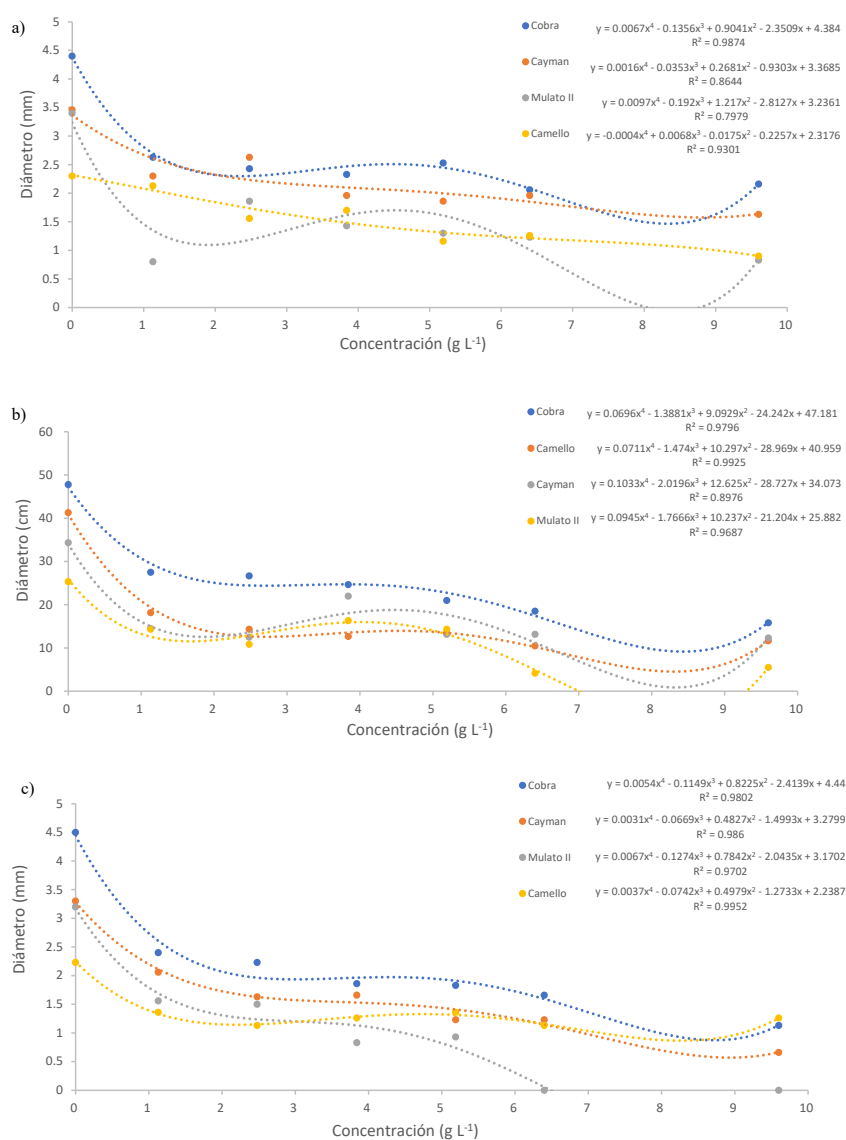 a)
Cobra y = 0.0067x⁴ - 0.1356x³ + 0.9041x² - 2.3509x + 4.384
R² = 0.9874
Cayman y = 0.0016x⁴ - 0.0353x³ + 0.2681x² - 0.9303x + 3.3685
R² = 0.8644
Mulato II y = 0.0097x⁴ - 0.192x³ + 1.217x² - 2.8127x + 3.2361
R² = 0.7979
Camello y = -0.0004x⁴ + 0.0068x³ - 0.0175x² - 0.2257x + 2.3176
R² = 0.9301
Diámetro (mm)
5
4.5
4
3.5
3
2.5
2
1.5
1
0.5
0
0 1 2 3 4 5 6 7 8 9 10
Concentración (g L⁻¹)
b)
Cobra y = 0.0696x⁴ - 1.3881x³ + 9.0929x² - 24.242x + 47.181
R² = 0.9796
Camello y = 0.0711x⁴ - 1.474x³ + 10.297x² - 28.969x + 40.959
R² = 0.9925
Cayman y = 0.1033x⁴ - 2.0196x³ + 12.625x² - 28.727x + 34.073
R² = 0.8976
Mulato II y = 0.0945x⁴ - 1.7666x³ + 10.237x² - 21.204x + 25.882
R² = 0.9687
Diámetro (cm)
60
50
40
30
20
10
0
0 1 2 3 4 5 6 7 8 9 10
Concentración (g L⁻¹)
c)
Cobra y = 0.0054x⁴ - 0.1149x³ + 0.8225x² - 2.4139x + 4.44
R² = 0.9802
Cayman y = 0.0031x⁴ - 0.0669x³ + 0.4827x² - 1.4993x + 3.2799
R² = 0.986
Mulato II y = 0.0067x⁴ - 0.1274x³ + 0.7842x² - 2.0435x + 3.1702
R² = 0.9702
Camello y = 0.0037x⁴ - 0.0742x³ + 0.4979x² - 1.2733x + 2.2387
R² = 0.9952
Diámetro (mm)
5
4.5
4
3.5
3
2.5
2
1.5
1
0.5
0
0 1 2 3 4 5 6 7 8 9 10
Concentración (g L⁻¹)